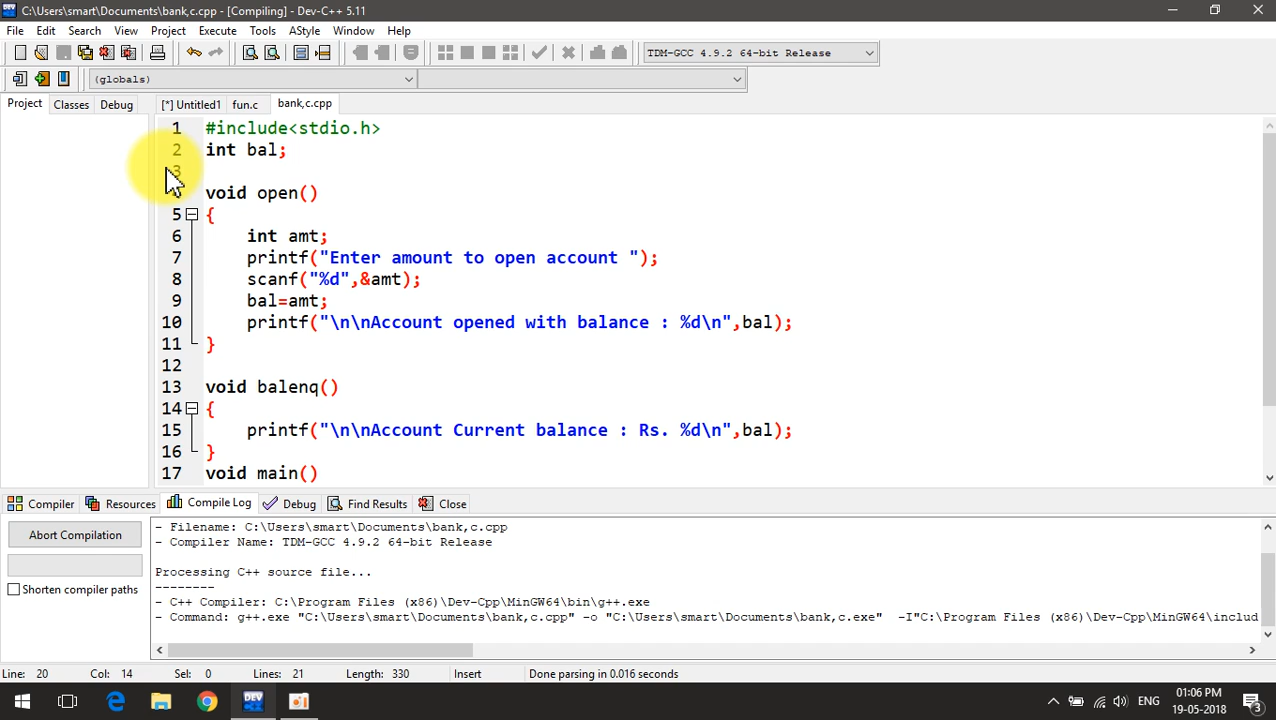 C:\Users\smart\Documents\bank,c.cpp - [Compiling] - Dev-C++ 5.11
File Edit Search View Project Execute Tools AStyle Window Help
TDM-GCC 4.9.2 64-bit Release
(globals)
Project Classes Debug [*] Untitled1 fun.c bank,c.cpp
1 #include<stdio.h>
2 int bal;
3
void open()
5 {
6 int amt;
7 printf("Enter amount to open account ");
8 scanf("%d",&amt);
9 bal=amt;
10 printf("\n\nAccount opened with balance : %d\n",bal);
11 }
12
13 void balenq()
14 {
15 printf("\n\nAccount Current balance : Rs. %d\n",bal);
16 }
17 void main()
Compiler Resources Compile Log Debug Find Results Close
Abort Compilation
Shorten compiler paths
- Filename: C:\Users\smart\Documents\bank,c.cpp
- Compiler Name: TDM-GCC 4.9.2 64-bit Release
Processing C++ source file...
--------
- C++ Compiler: C:\Program Files (x86)\Dev-Cpp\MinGW64\bin\g++.exe
- Command: g++.exe "C:\Users\smart\Documents\bank,c.cpp" -o "C:\Users\smart\Documents\bank,c.exe" -I"C:\Program Files (x86)\Dev-Cpp\MinGW64\includ
Line: 20 Col: 14 Sel: 0 Lines: 21 Length: 330 Insert Done parsing in 0.016 seconds
DEV
ENG
01:06 PM
19-05-2018
3